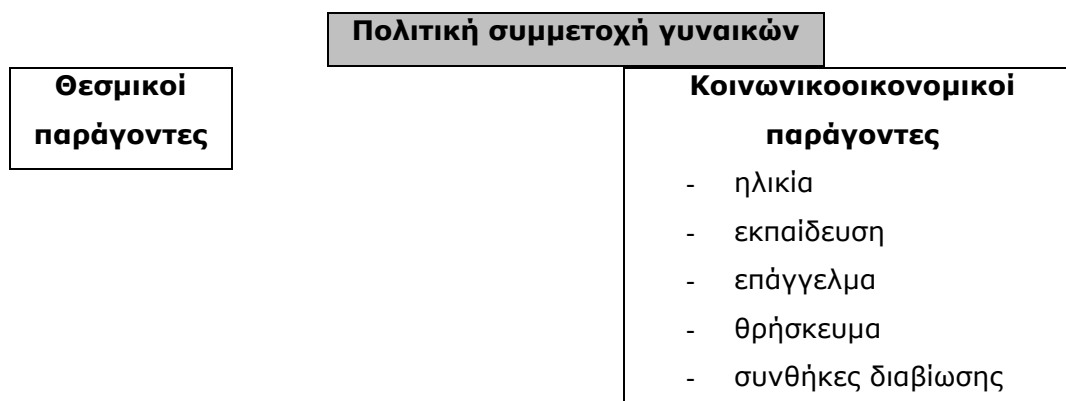 Πολιτική συμμετοχή γυναικών
Θεσμικοί
παράγοντες
Κοινωνικοοικονομικοί
παράγοντες
- ηλικία
- εκπαίδευση
- επάγγελμα
- θρήσκευμα
- συνθήκες διαβίωσης